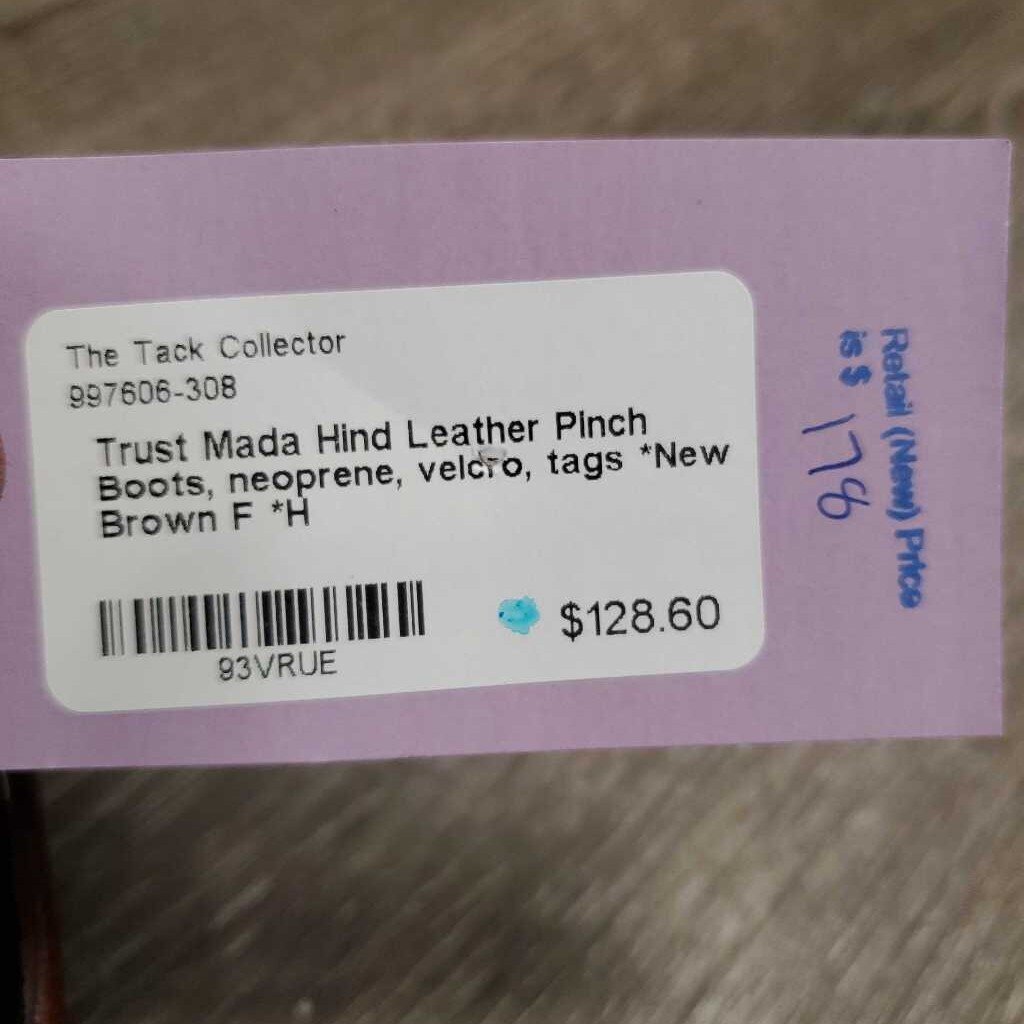 The Tack Collector
997606-308
Trust Mada Hind Leather Pinch
Boots, neoprene, velcro, tags *New
Brown F *H
$128.60
93VRUE
Retail (New) Price
is $ 178